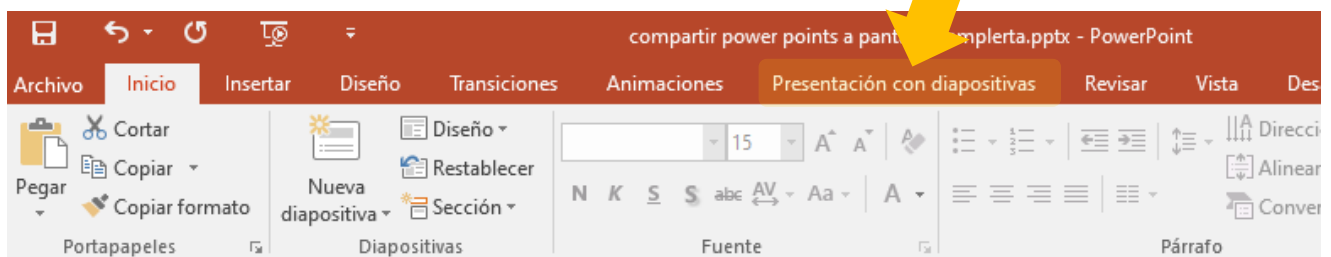 compartir power points a pant mplerta.pptx - PowerPoint
Archivo Inicio Insertar Diseño Transiciones Animaciones Presentación con diapositivas Revisar Vista Des
Cortar Diseño
Copiar Restablecer
Copiar formato Sección
Pegar
Nueva diapositiva
15 A A
N K S S abc AV Aa A
Direcci
Alinear
Conver
Portapapeles Diapositivas Fuente Párrafo